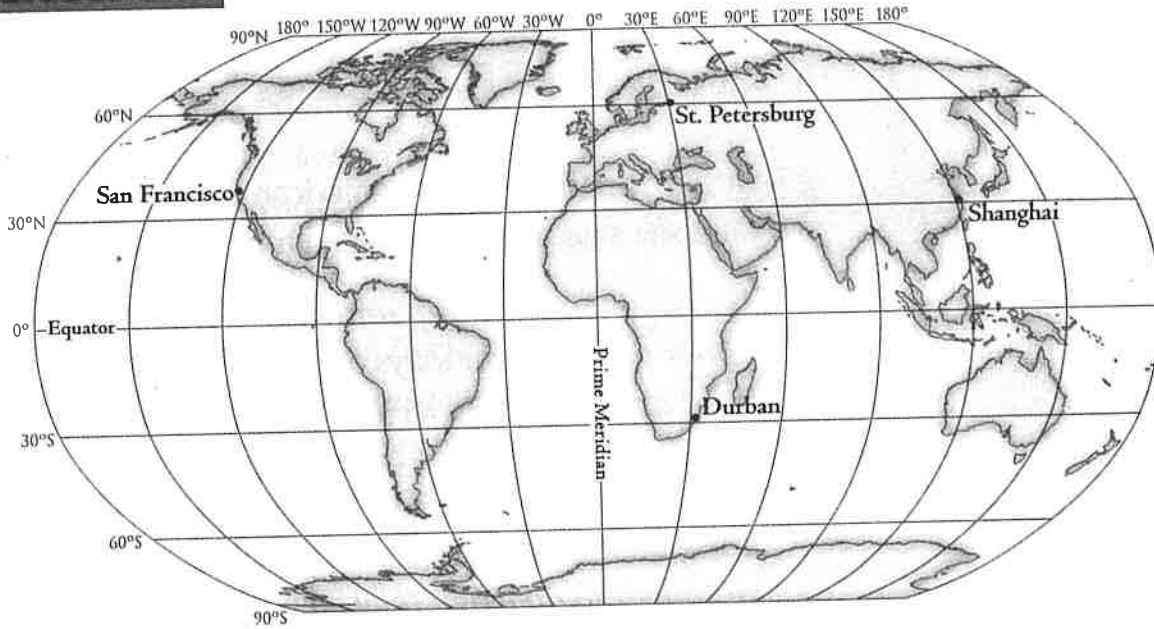 90°N 180° 150°W 120°W 90°W 60°W 30°W 0° 30°E 60°E 90°E 120°E 150°E 180°
60°N
St. Petersburg
San Francisco
30°N
Shanghai
0° Equator
Prime Meridian
Durban
30°S
60°S
90°S